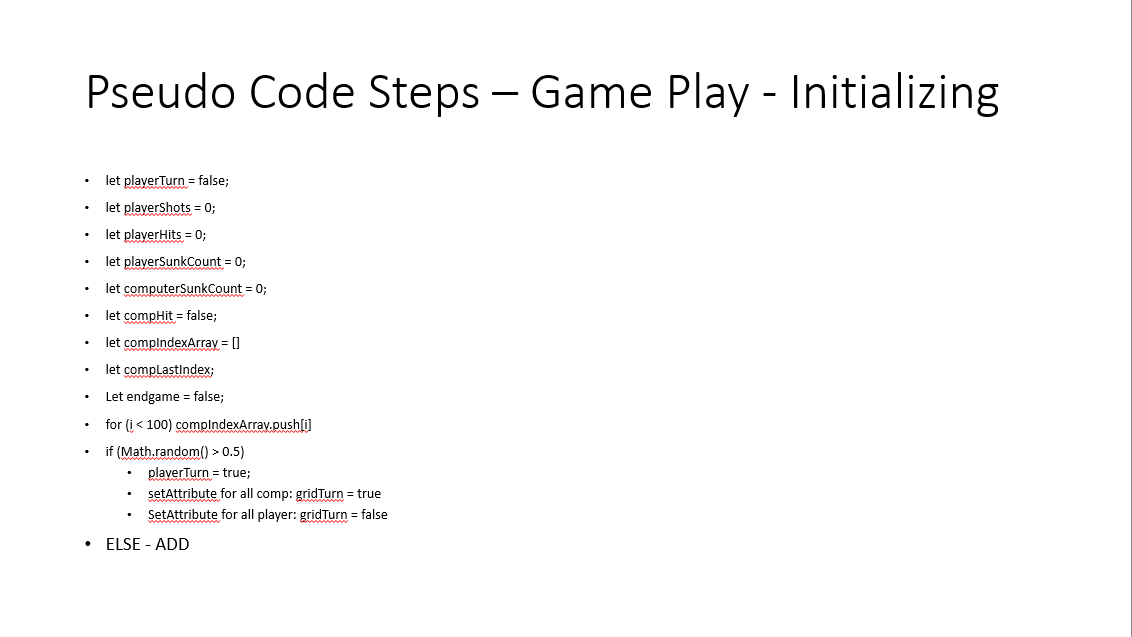 Pseudo Code Steps – Game Play - Initializing
• let playerTurn = false;
• let playerShots = 0;
• let playerHits = 0;
• let playerSunkCount = 0;
• let computerSunkCount = 0;
• let compHit = false;
• let compIndexArray = []
• let compLastIndex;
• Let endgame = false;
• for (i < 100) compIndexArray.push[i]
• if (Math.random() > 0.5)
• playerTurn = true;
• setAttribute for all comp: gridTurn = true
• SetAttribute for all player: gridTurn = false
• ELSE - ADD